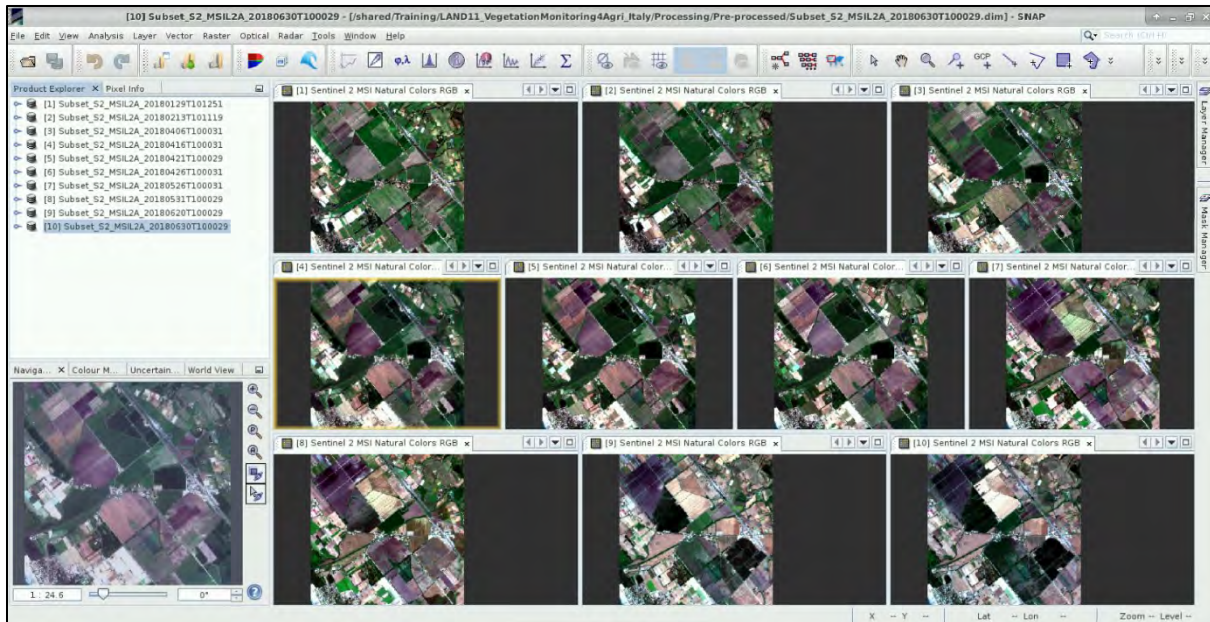 [10] Subset_S2_MSIL2A_20180630T100029 - [/shared/Training/LAND11_VegetationMonitoring4Agri_Italy/Processing/Pre-processed/Subset_S2_MSIL2A_20180630T100029.dim] - SNAP
File Edit View Analysis Layer Vector Raster Optical Radar Tools Window Help
Search (Ctrl+I)
φ,λ Σ GCP
Product Explorer × Pixel Info
[1] Subset_S2_MSIL2A_20180129T101251
[2] Subset_S2_MSIL2A_20180213T101119
[3] Subset_S2_MSIL2A_20180406T100031
[4] Subset_S2_MSIL2A_20180416T100031
[5] Subset_S2_MSIL2A_20180421T100029
[6] Subset_S2_MSIL2A_20180426T100031
[7] Subset_S2_MSIL2A_20180526T100031
[8] Subset_S2_MSIL2A_20180531T100029
[9] Subset_S2_MSIL2A_20180620T100029
[10] Subset_S2_MSIL2A_20180630T100029
[1] Sentinel 2 MSI Natural Colors RGB ×
[2] Sentinel 2 MSI Natural Colors RGB ×
[3] Sentinel 2 MSI Natural Colors RGB ×
Layer Manager
Mask Manager
[4] Sentinel 2 MSI Natural Color...
[5] Sentinel 2 MSI Natural Color...
[6] Sentinel 2 MSI Natural Color...
[7] Sentinel 2 MSI Natural Color...
Naviga... × Colour M... Uncertain... World View
[8] Sentinel 2 MSI Natural Colors RGB ×
[9] Sentinel 2 MSI Natural Colors RGB ×
[10] Sentinel 2 MSI Natural Colors RGB ×
1 : 24.6 0°
X -- Y -- Lat -- Lon -- Zoom -- Level --